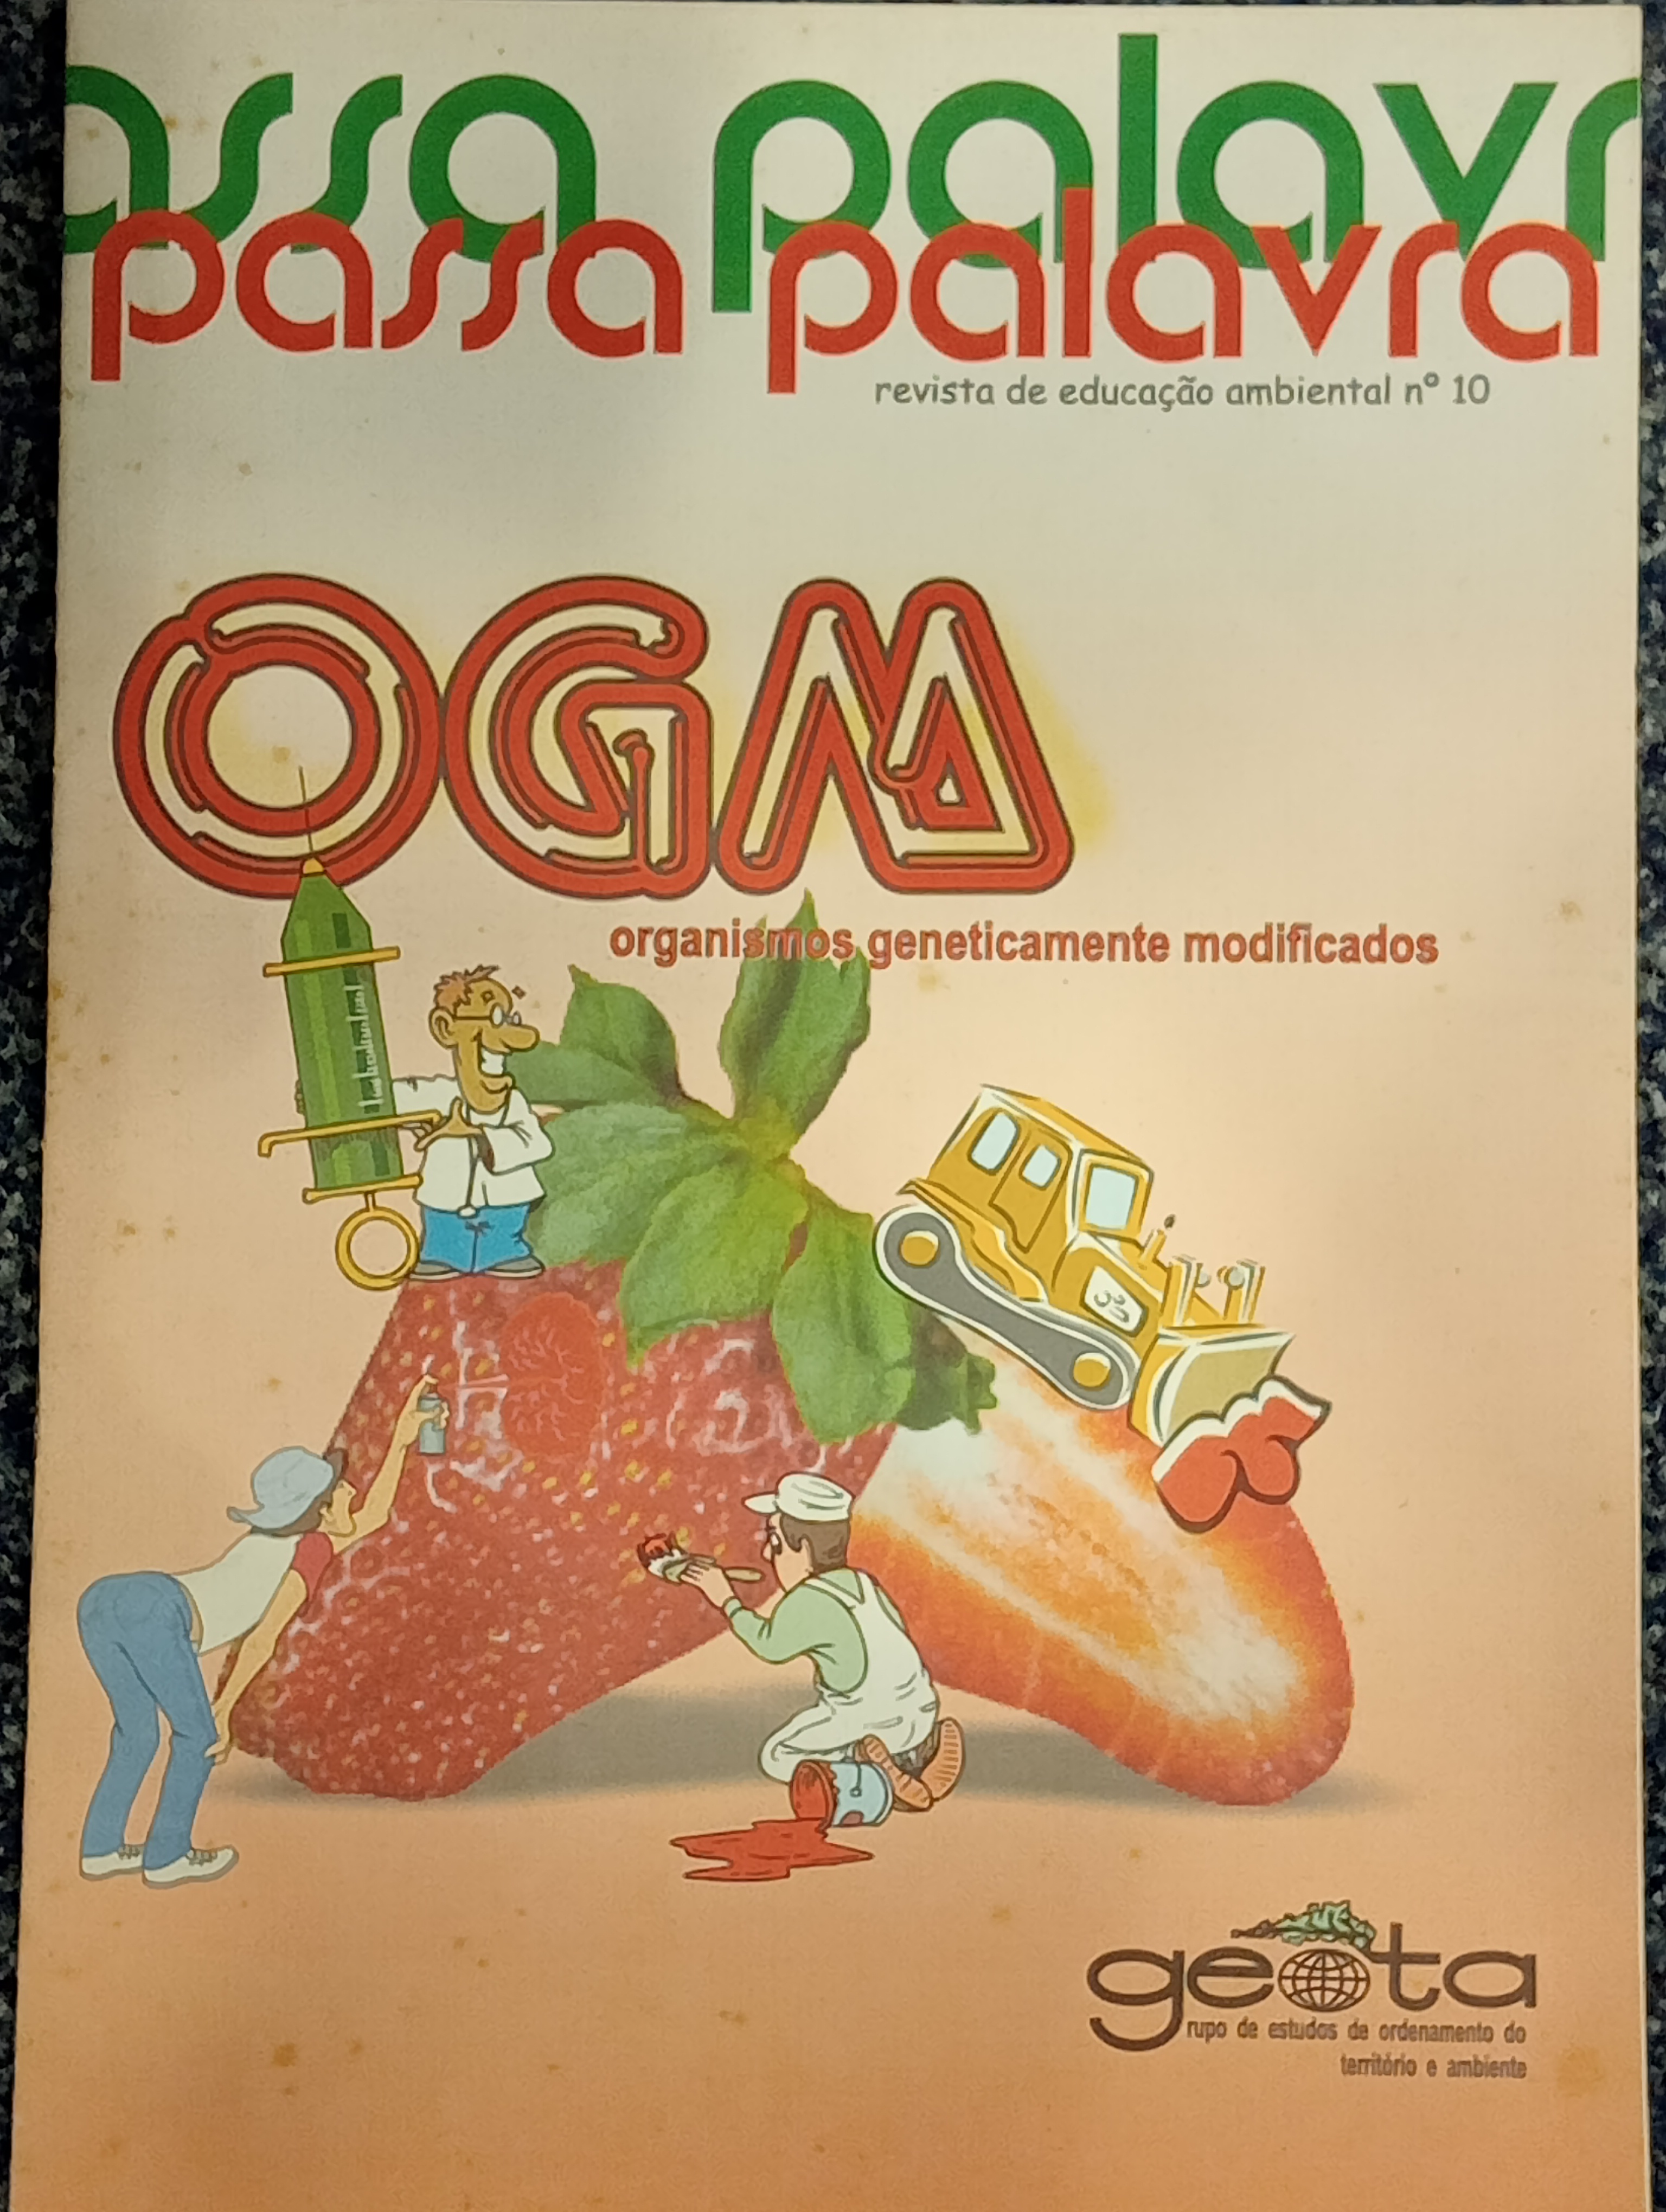 assa palavr
passa palavra
revista de educação ambiental nº 10
OGM
organismos geneticamente modificados
geota
grupo de estudos de ordenamento do
território e ambiente